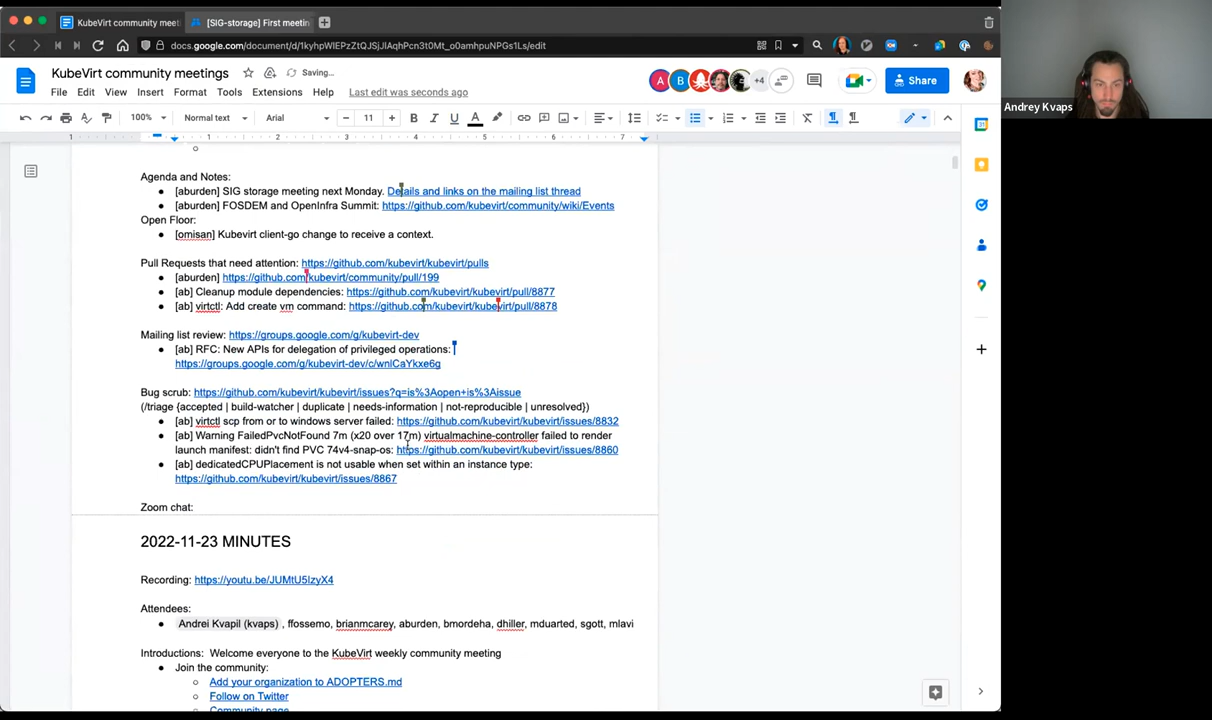 KubeVirt community meet
[SIG-storage] First meetin
docs.google.com/document/d/1kyhpWIEPzZtQJSjJlAqhPcn3t0Mt_o0amhpuNPGs1Ls/edit
KubeVirt community meetings
Saving...
File Edit View Insert Format Tools Extensions Help Last edit was seconds ago
A B +4 Share
100% Normal text Arial 11
1 1 2 3 4 5 6 7
Agenda and Notes:
[aburden] SIG storage meeting next Monday. Details and links on the mailing list thread
[aburden] FOSDEM and OpenInfra Summit: https://github.com/kubevirt/community/wiki/Events
Open Floor:
[omisan] Kubevirt client-go change to receive a context.
Pull Requests that need attention: https://github.com/kubevirt/kubevirt/pulls
[aburden] https://github.com/kubevirt/community/pull/199
[ab] Cleanup module dependencies: https://github.com/kubevirt/kubevirt/pull/8877
[ab] virtctl: Add create vm command: https://github.com/kubevirt/kubevirt/pull/8878
Mailing list review: https://groups.google.com/g/kubevirt-dev
[ab] RFC: New APIs for delegation of privileged operations:
https://groups.google.com/g/kubevirt-dev/c/wnlCaYkxe6g
Bug scrub: https://github.com/kubevirt/kubevirt/issues?q=is%3Aopen+is%3Aissue
(/triage {accepted | build-watcher | duplicate | needs-information | not-reproducible | unresolved})
[ab] virtctl scp from or to windows server failed: https://github.com/kubevirt/kubevirt/issues/8832
[ab] Warning FailedPvcNotFound 7m (x20 over 17m) virtualmachine-controller failed to render
launch manifest: didn't find PVC 74v4-snap-os: https://github.com/kubevirt/kubevirt/issues/8860
[ab] dedicatedCPUPlacement is not usable when set within an instance type:
https://github.com/kubevirt/kubevirt/issues/8867
Zoom chat:
2022-11-23 MINUTES
Recording: https://youtu.be/JUMtU5IzyX4
Attendees:
Andrei Kvapil (kvaps) , ffossemo, brianmcarey, aburden, bmordeha, dhiller, mduarted, sgott, mlavi
Introductions: Welcome everyone to the KubeVirt weekly community meeting
Join the community:
Add your organization to ADOPTERS.md
Follow on Twitter
Community page
Andrey Kvaps